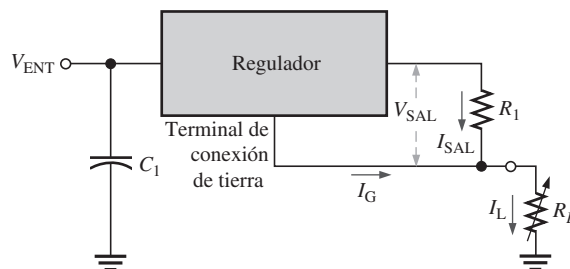 Regulador
V_ENT
V_SAL
R_1
Terminal de
conexión
de tierra
I_SAL
C_1
I_G
I_L
R_L